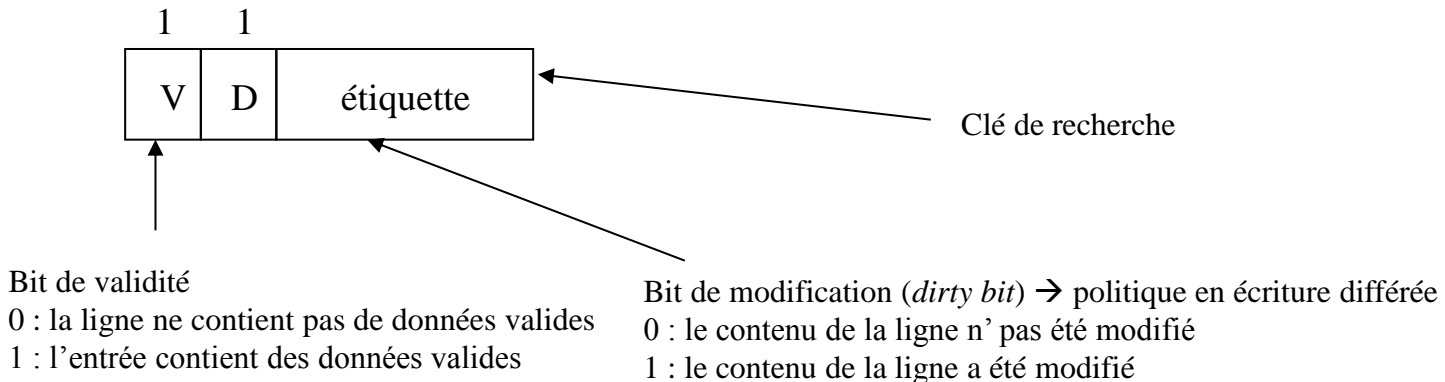 1 1
V D étiquette
Clé de recherche
Bit de validité
0 : la ligne ne contient pas de données valides
1 : l'entrée contient des données valides
Bit de modification (dirty bit) → politique en écriture différée
0 : le contenu de la ligne n' pas été modifié
1 : le contenu de la ligne a été modifié